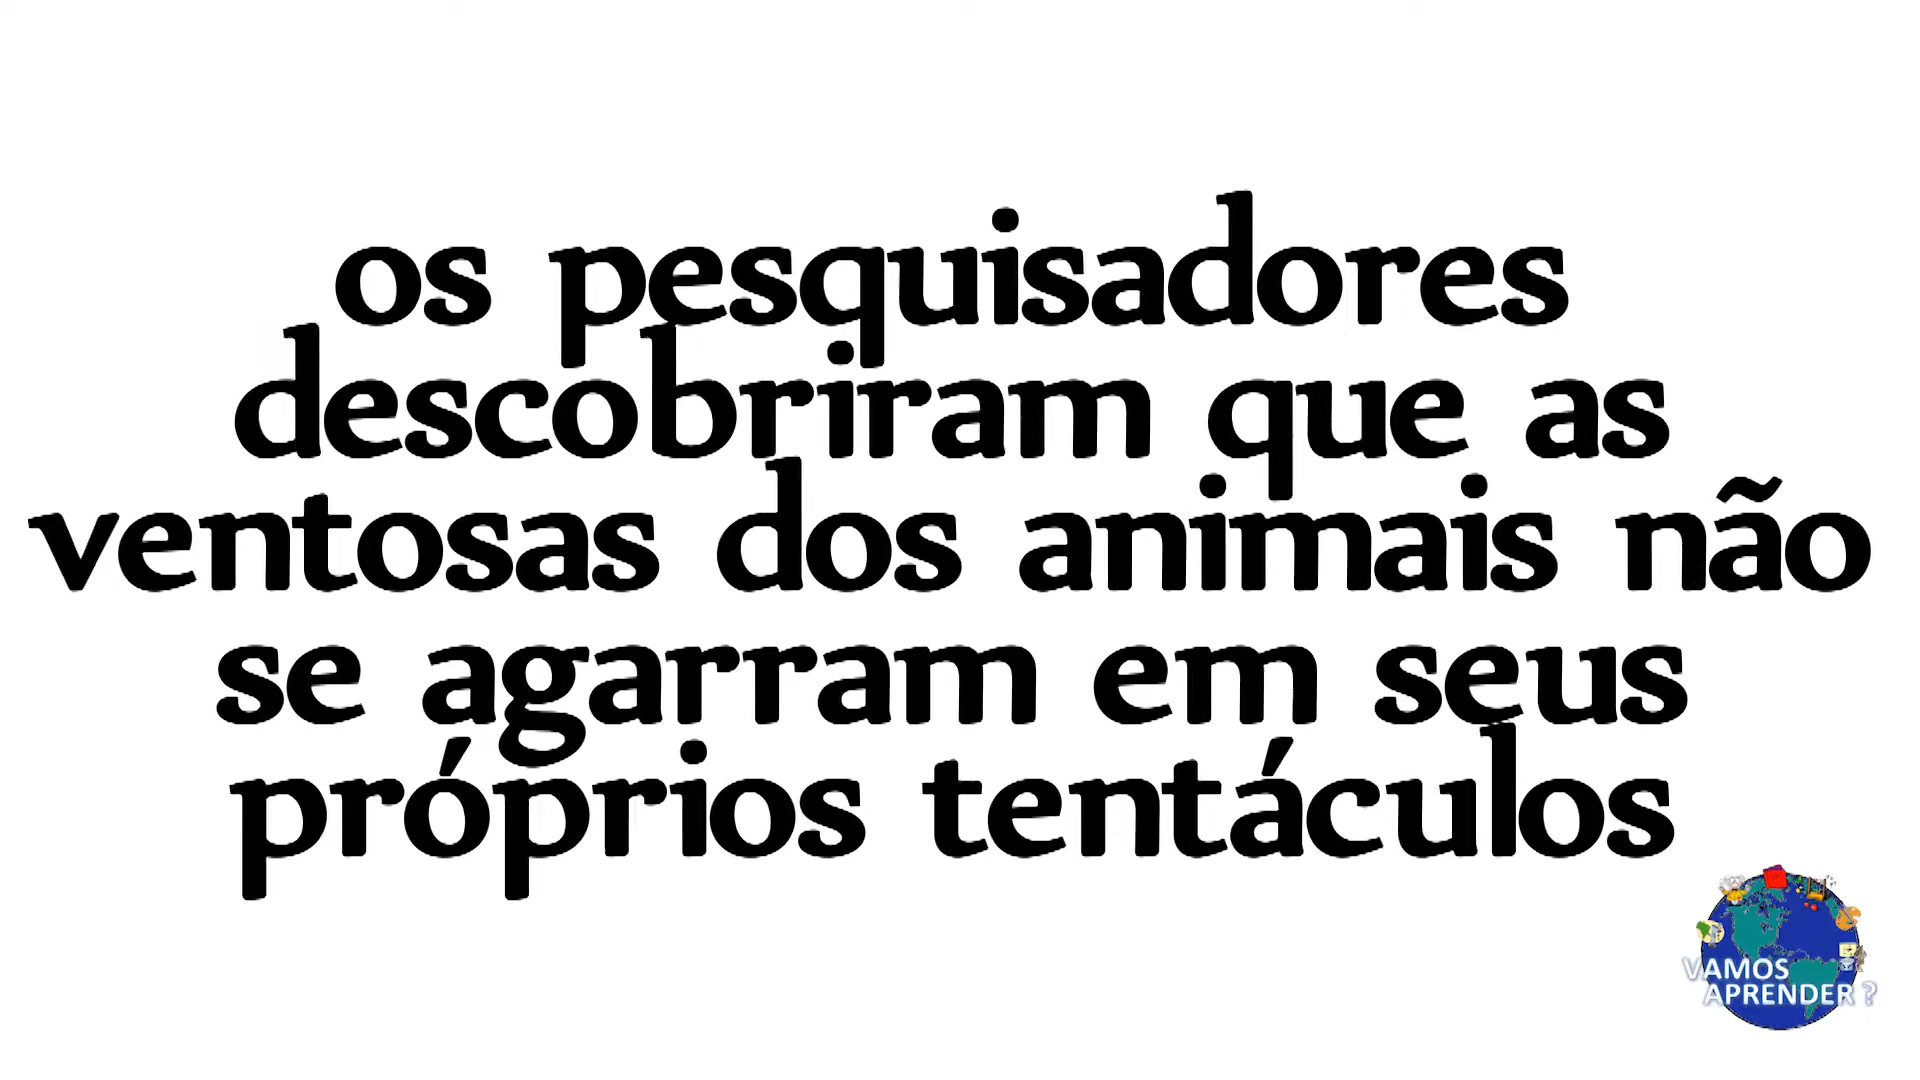 os pesquisadores
descobriram que as
ventosas dos animais não
se agarram em seus
próprios tentáculos
VAMOS
APRENDER ?